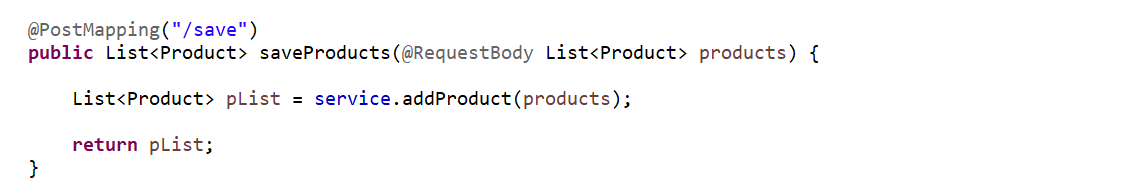 @PostMapping("/save")
public List<Product> saveProducts(@RequestBody List<Product> products) {
List<Product> pList = service.addProduct(products);
return pList;
}